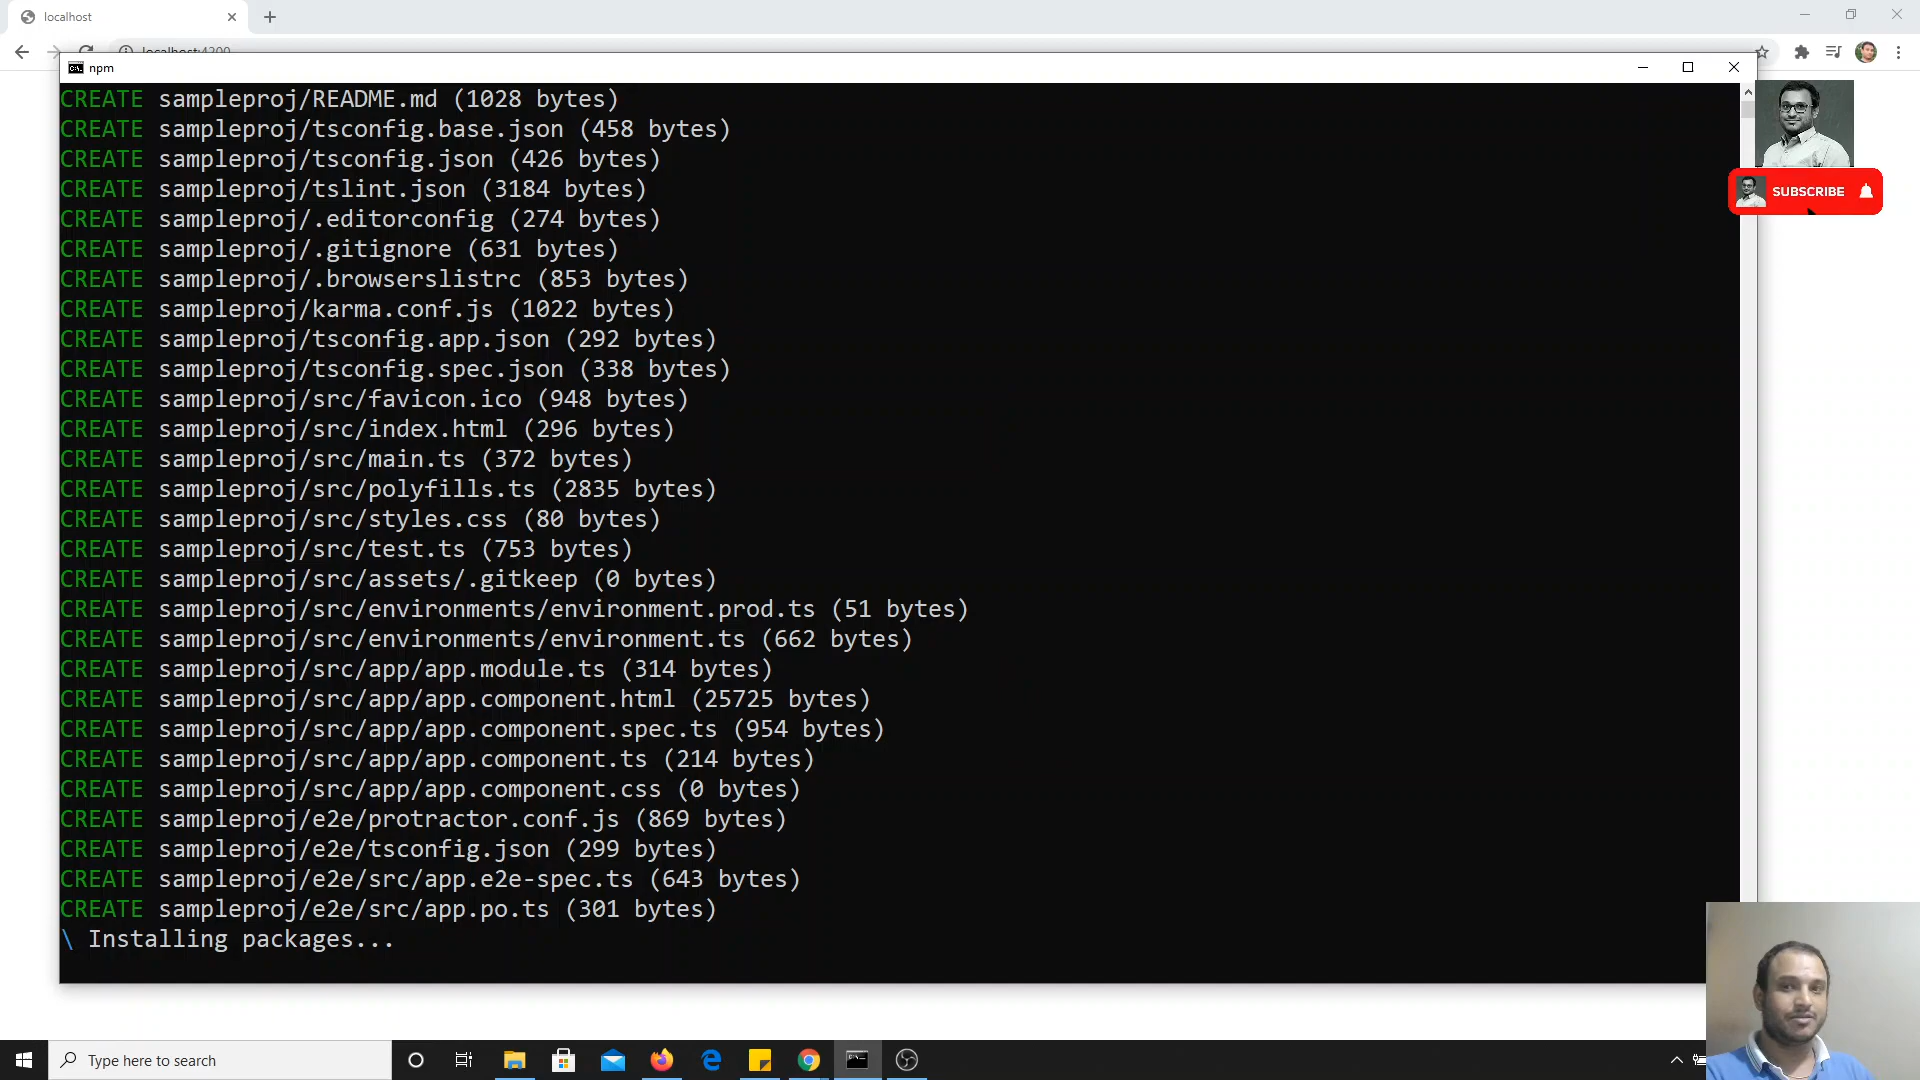 localhost
localhost:4200
npm
CREATE sampleproj/README.md (1028 bytes)
CREATE sampleproj/tsconfig.base.json (458 bytes)
CREATE sampleproj/tsconfig.json (426 bytes)
CREATE sampleproj/tslint.json (3184 bytes)
CREATE sampleproj/.editorconfig (274 bytes)
CREATE sampleproj/.gitignore (631 bytes)
CREATE sampleproj/.browserslistrc (853 bytes)
CREATE sampleproj/karma.conf.js (1022 bytes)
CREATE sampleproj/tsconfig.app.json (292 bytes)
CREATE sampleproj/tsconfig.spec.json (338 bytes)
CREATE sampleproj/src/favicon.ico (948 bytes)
CREATE sampleproj/src/index.html (296 bytes)
CREATE sampleproj/src/main.ts (372 bytes)
CREATE sampleproj/src/polyfills.ts (2835 bytes)
CREATE sampleproj/src/styles.css (80 bytes)
CREATE sampleproj/src/test.ts (753 bytes)
CREATE sampleproj/src/assets/.gitkeep (0 bytes)
CREATE sampleproj/src/environments/environment.prod.ts (51 bytes)
CREATE sampleproj/src/environments/environment.ts (662 bytes)
CREATE sampleproj/src/app/app.module.ts (314 bytes)
CREATE sampleproj/src/app/app.component.html (25725 bytes)
CREATE sampleproj/src/app/app.component.spec.ts (954 bytes)
CREATE sampleproj/src/app/app.component.ts (214 bytes)
CREATE sampleproj/src/app/app.component.css (0 bytes)
CREATE sampleproj/e2e/protractor.conf.js (869 bytes)
CREATE sampleproj/e2e/tsconfig.json (299 bytes)
CREATE sampleproj/e2e/src/app.e2e-spec.ts (643 bytes)
CREATE sampleproj/e2e/src/app.po.ts (301 bytes)
\ Installing packages...
SUBSCRIBE
Type here to search